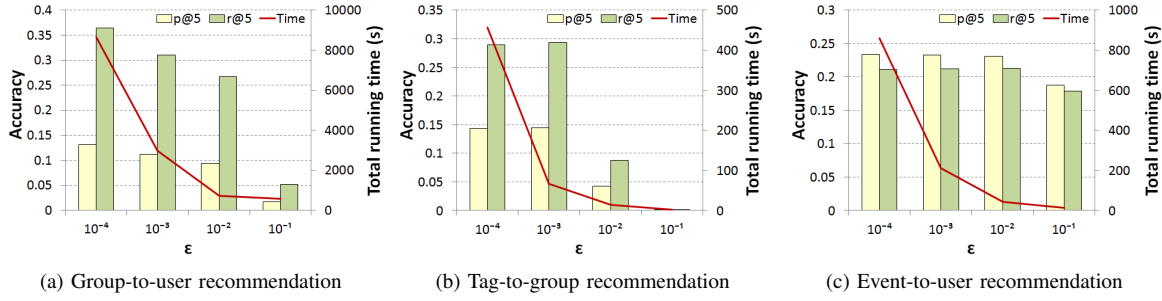 p@5 r@5 Time
0.4
0.35
0.3
0.25
0.2
0.15
0.1
0.05
0
Accuracy
10000
8000
6000
4000
2000
0
Total running time (s)
10⁻⁴ 10⁻³ 10⁻² 10⁻¹
ε
(a) Group-to-user recommendation
p@5 r@5 Time
0.35
0.3
0.25
0.2
0.15
0.1
0.05
0
Accuracy
500
400
300
200
100
0
Total running time (s)
10⁻⁴ 10⁻³ 10⁻² 10⁻¹
ε
(b) Tag-to-group recommendation
p@5 r@5 Time
0.3
0.25
0.2
0.15
0.1
0.05
0
Accuracy
1000
800
600
400
200
0
Total running time (s)
10⁻⁴ 10⁻³ 10⁻² 10⁻¹
ε
(c) Event-to-user recommendation